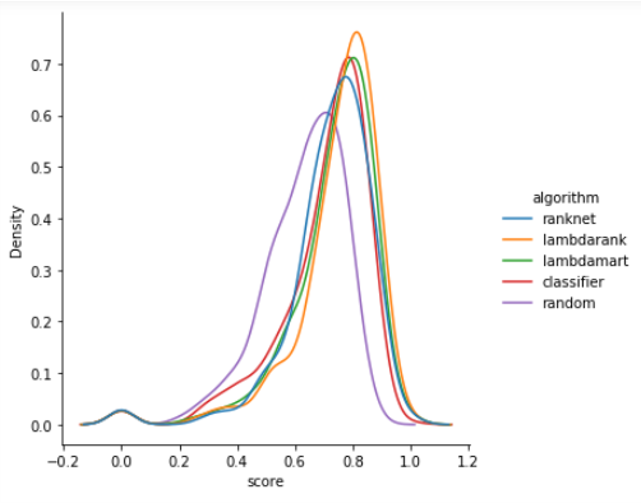 0.7
0.6
0.5
0.4
0.3
0.2
0.1
0.0
Density
−0.2 0.0 0.2 0.4 0.6 0.8 1.0 1.2
score
algorithm
ranknet
lambdarank
lambdamart
classifier
random